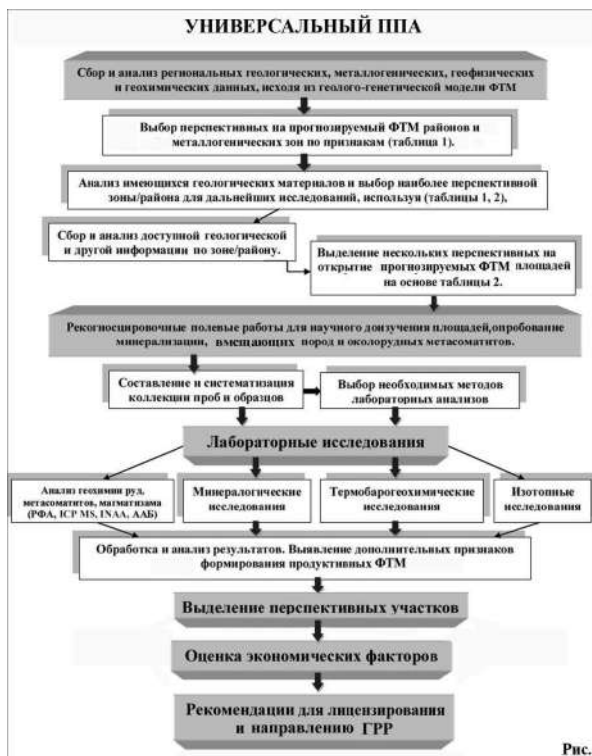 УНИВЕРСАЛЬНЫЙ ППА
Сбор и анализ региональных геологических, металлогенических, геофизических
и геохимических данных, исходя из геолого-генетической модели ФТМ
Выбор перспективных на прогнозируемый ФТМ районов и
металлогенических зон по признакам (таблица 1).
Анализ имеющихся геологических материалов и выбор наиболее перспективной
зоны/района для дальнейших исследований, используя (таблицы 1, 2),
Сбор и анализ доступной геологической
и другой информации по зоне/району.
Выделение нескольких перспективных на
открытие прогнозируемых ФТМ площадей
на основе таблицы 2.
Рекогносцировочные полевые работы для научного доизучения площадей,опробование
минерализации, вмещающих пород и околорудных метасоматитов.
Составление и систематизация
коллекции проб и образцов
Выбор необходимых методов
лабораторных анализов
Лабораторные исследования
Анализ геохимии руд,
метасоматитов, магматизама
(РФА, ICP MS, INAA, ААБ)
Минералогические
исследования
Термобарогеохимические
исследования
Изотопные
исследования
Обработка и анализ результатов. Выявление дополнительных признаков
формирования продуктивных ФТМ
Выделение перспективных участков
Оценка экономических факторов
Рекомендации для лицензирования
и направлению ГРР
Рис.